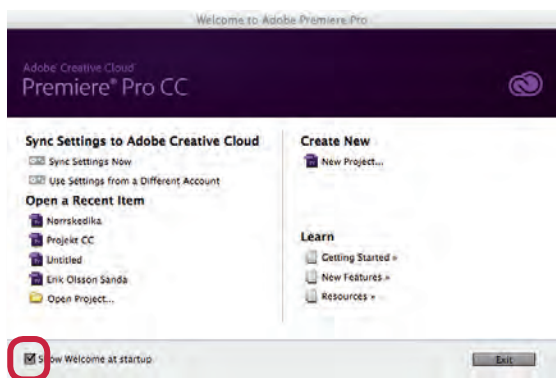 Welcome to Adobe Premiere Pro
Adobe® Creative Cloud™
Premiere® Pro CC
Sync Settings to Adobe Creative Cloud
Sync Settings Now
Use Settings from a Different Account
Open a Recent Item
Norrskedika
Projekt CC
Untitled
Erik Olsson Sanda
Open Project...
Create New
New Project...
Learn
Getting Started »
New Features »
Resources »
Show Welcome at startup
Exit